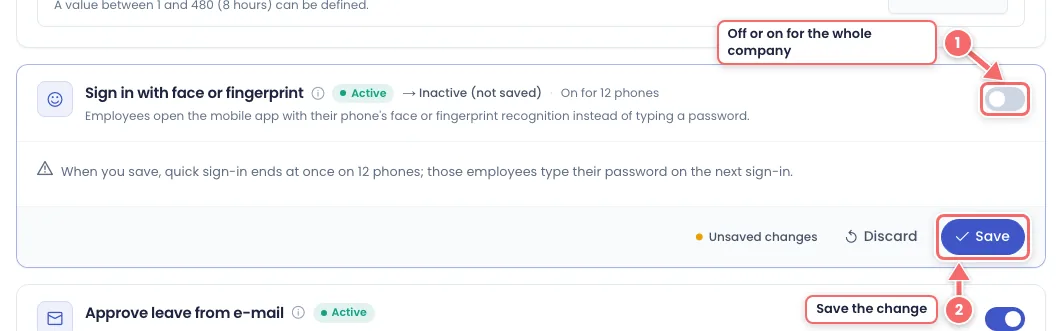 A value between 1 and 480 (8 hours) can be defined.
Off or on for the whole
company
1
Sign in with face or fingerprint
Active
→ Inactive (not saved)
·
On for 12 phones
Employees open the mobile app with their phone's face or fingerprint recognition instead of typing a password.
When you save, quick sign-in ends at once on 12 phones; those employees type their password on the next sign-in.
Unsaved changes
Discard
Save
Approve leave from e-mail
Active
Save the change
2